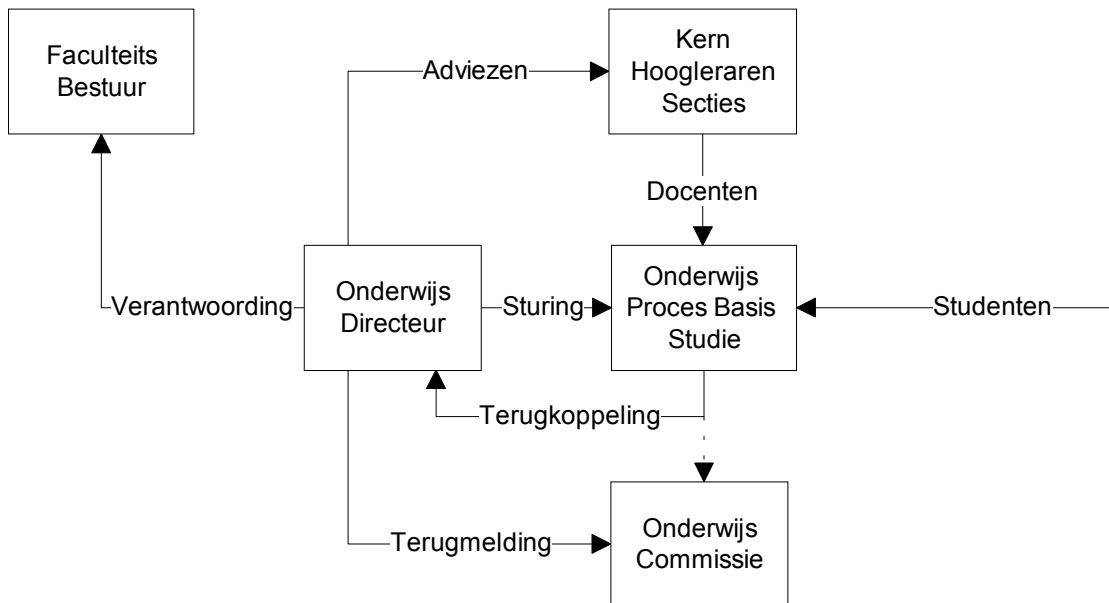 Faculteits
Bestuur
Kern
Hoogleraren
Secties
Adviezen
Docenten
Verantwoording
Onderwijs
Directeur
Sturing
Onderwijs
Proces Basis
Studie
Studenten
Terugkoppeling
Terugmelding
Onderwijs
Commissie